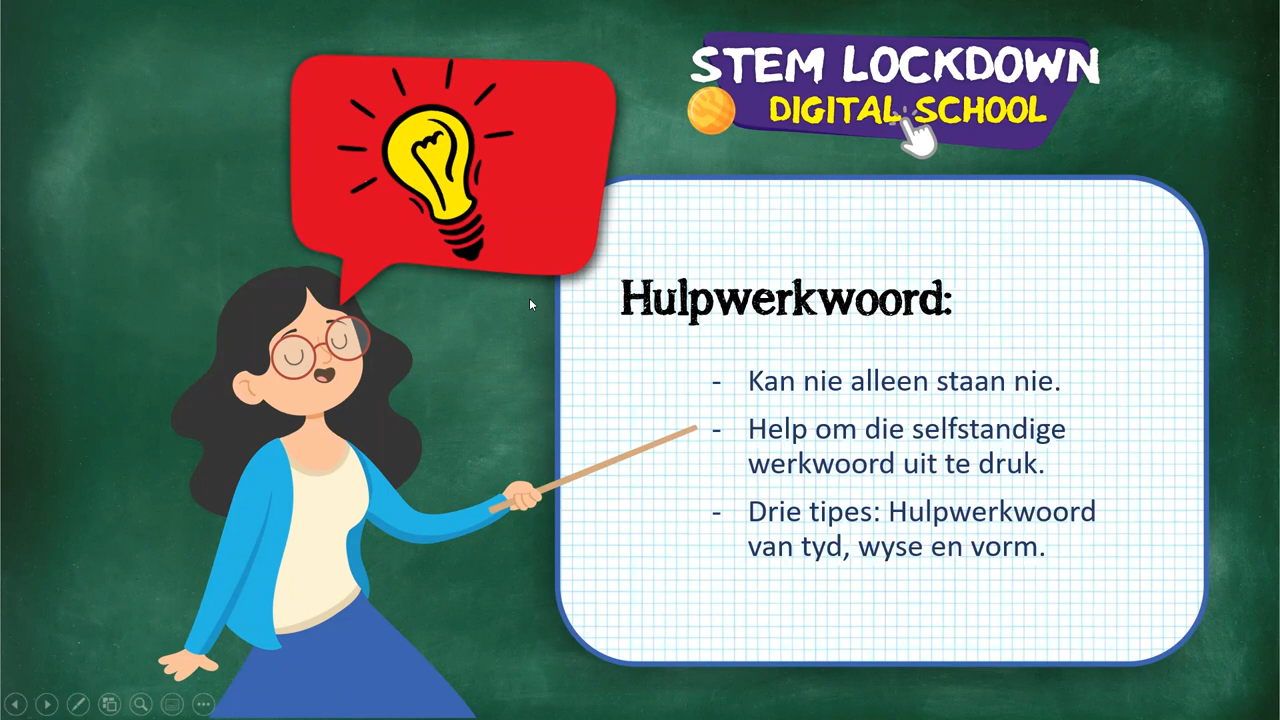 STEM LOCKDOWN
DIGITAL SCHOOL
Hulpwerkwoord:
- Kan nie alleen staan nie.
- Help om die selfstandige
werkwoord uit te druk.
- Drie tipes: Hulpwerkwoord
van tyd, wyse en vorm.